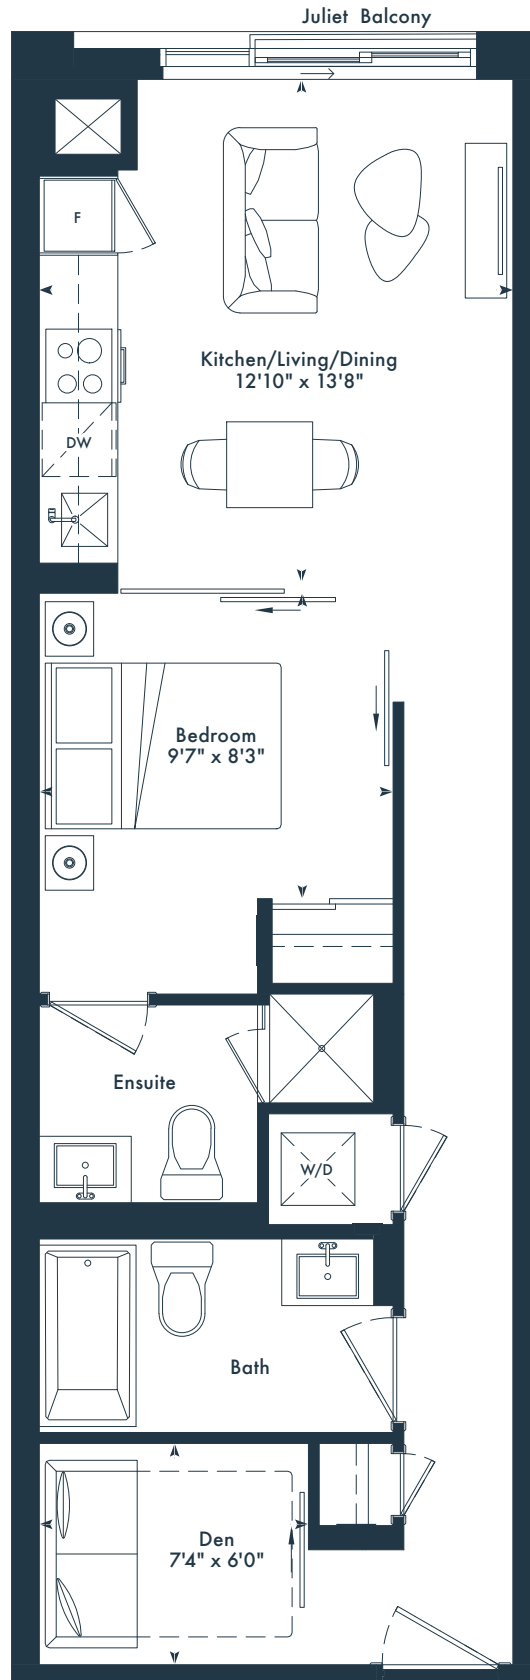 Juliet Balcony
F
Kitchen/Living/Dining
12'10" x 13'8"
DW
Bedroom
9'7" x 8'3"
Ensuite
W/D
Bath
Den
7'4" x 6'0"